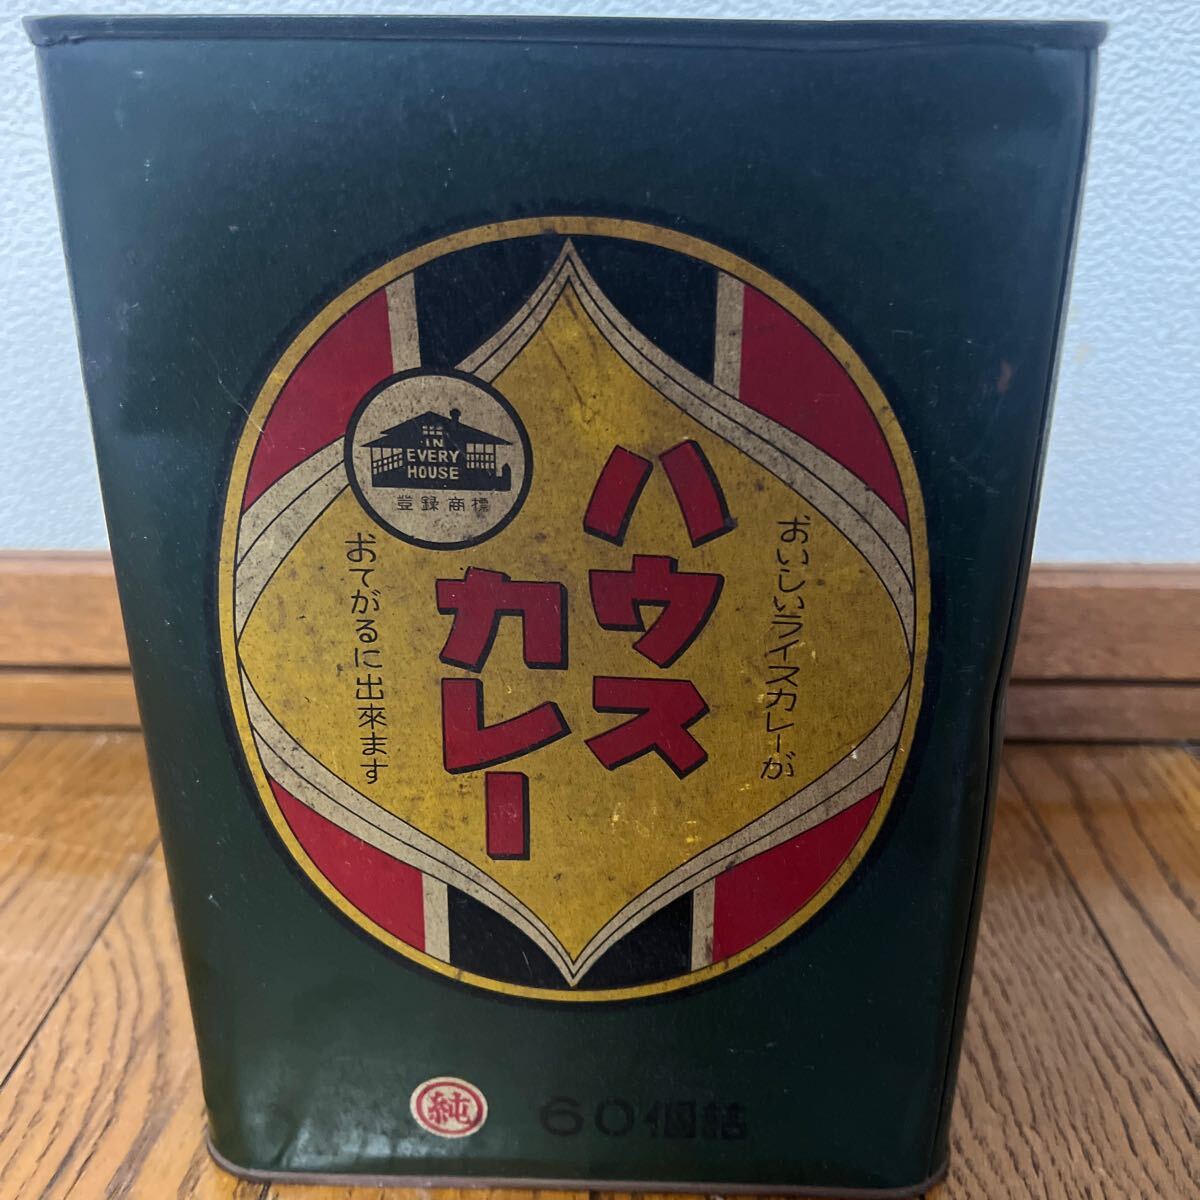 おいしいライスカレーが
ハウス
カレー
IN
EVERY
HOUSE
登録商標
おてがるに出來ます
純
60個詰